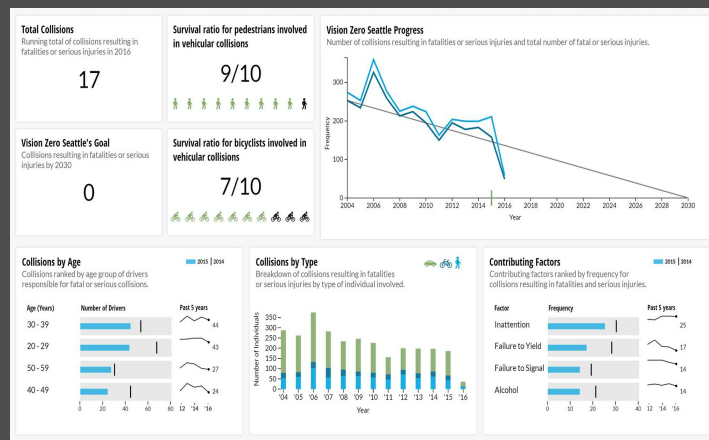 Total Collisions
Running total of collisions resulting in
fatalities or serious injuries in 2016
17
Survival ratio for pedestrians involved
in vehicular collisions
9/10
Vision Zero Seattle's Goal
Collisions resulting in fatalities or serious
injuries by 2030
0
Survival ratio for bicyclists involved in
vehicular collisions
7/10
Vision Zero Seattle Progress
Number of collisions resulting in fatalities or serious injuries and total number of fatal or serious injuries.
Frequency
300
200
100
0
2004 2006 2008 2010 2012 2014 2016 2018 2020 2022 2024 2026 2028 2030
Year
Collisions by Age
2015 | 2014
Collisions ranked by age group of drivers
responsible for fatal or serious collisions.
Age (Years) Number of Drivers Past 5 years
30 - 39 44
20 - 29 43
50 - 59 27
40 - 49 24
0 20 40 60 80 12 '14 '16
Collisions by Type
Breakdown of collisions resulting in fatalities
or serious injuries by type of individual involved.
Number of Individuals
350
300
250
200
150
100
50
0
'04 '05 '06 '07 '08 '09 '10 '11 '12 '13 '14 '15 '16
Year
Contributing Factors
2015 | 2014
Contributing factors ranked by frequency for
collisions resulting in fatalities and serious injuries.
Factor Frequency Past 5 years
Inattention 25
Failure to Yield 17
Failure to Signal 14
Alcohol 14
0 10 20 30 40 12 '14 '16